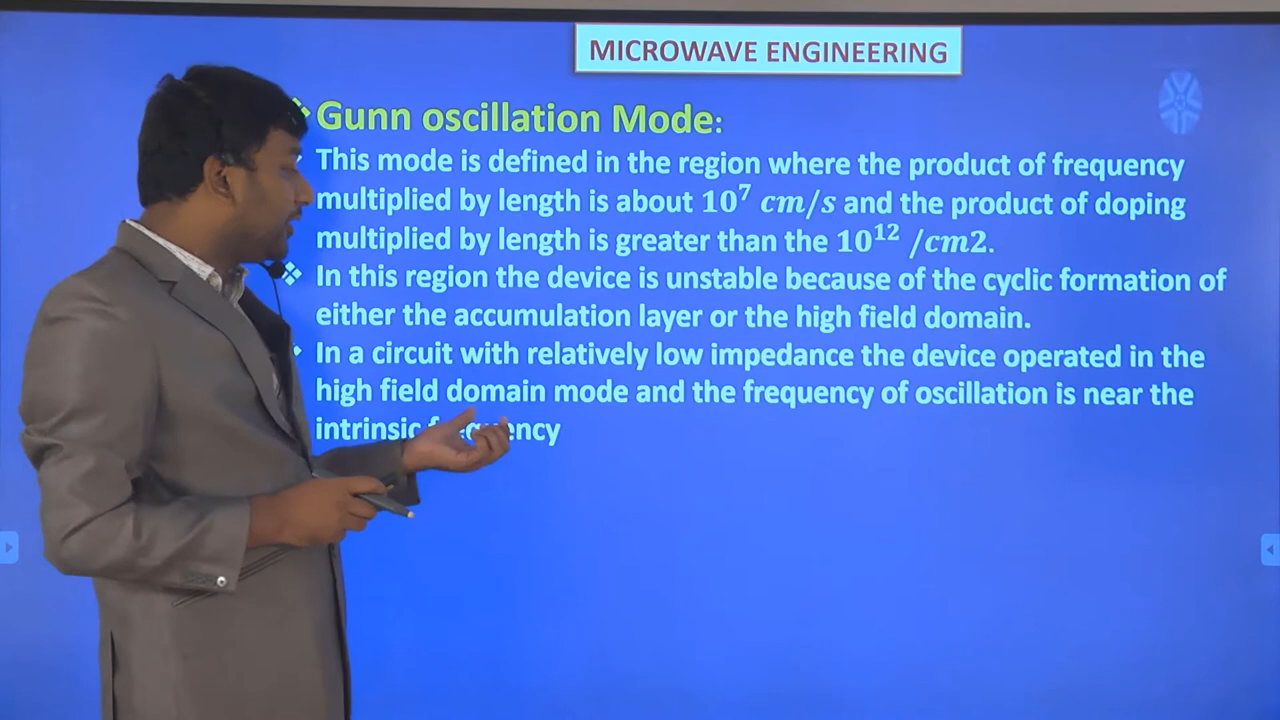 MICROWAVE ENGINEERING
Gunn oscillation Mode:
This mode is defined in the region where the product of frequency
multiplied by length is about 10⁷ cm/s and the product of doping
multiplied by length is greater than the 10¹² /cm2.
In this region the device is unstable because of the cyclic formation of
either the accumulation layer or the high field domain.
In a circuit with relatively low impedance the device operated in the
high field domain mode and the frequency of oscillation is near the
intrinsic frequency